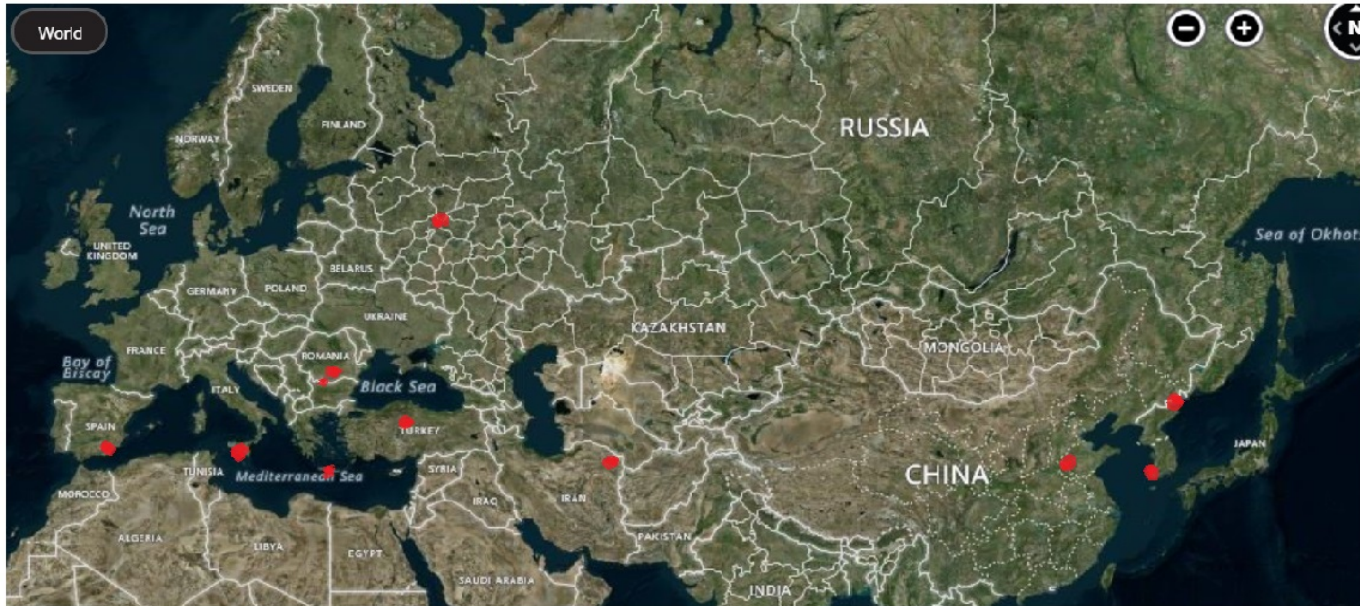 World
N
SWEDEN
RUSSIA
FINLAND
NORWAY
North
Sea
Sea of Okhots
UNITED
KINGDOM
BELARUS
GERMANY
POLAND
UKRAINE
KAZAKHSTAN
MONGOLIA
FRANCE
ROMANIA
Bay of
Biscay
ITALY
Black Sea
SPAIN
TURKEY
JAPAN
TUNISIA
SYRIA
CHINA
Mediterranean Sea
MOROCCO
IRAQ
IRAN
ALGERIA
LIBYA
EGYPT
PAKISTAN
SAUDI ARABIA
INDIA